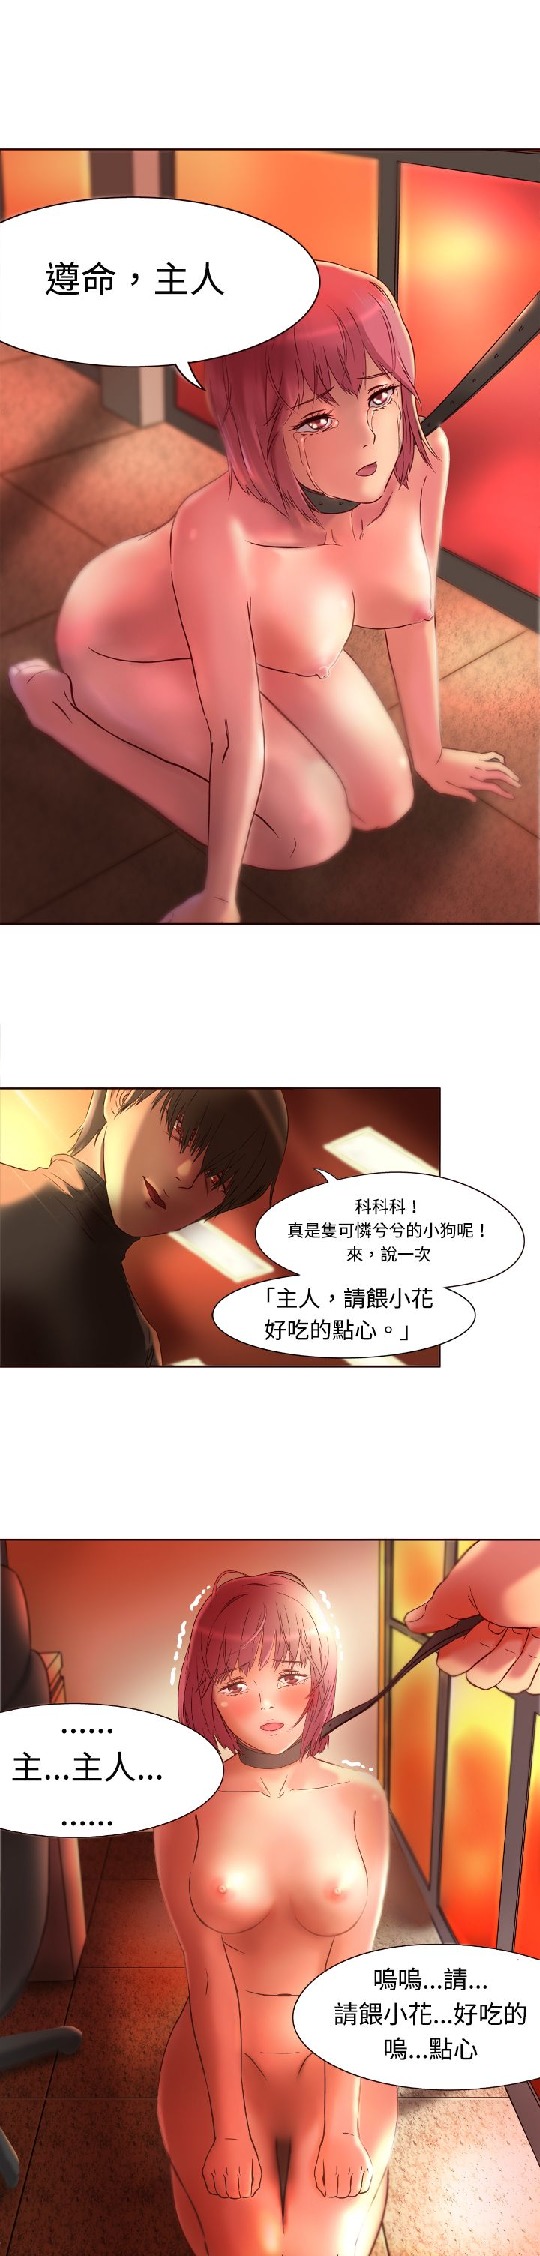 遵命，主人
科科科！
真是隻可憐兮兮的小狗呢！
來，說一次
「主人，請餵小花
好吃的點心。」
……
主…主人…
……
嗚嗚…請…
請餵小花…好吃的
嗚…點心